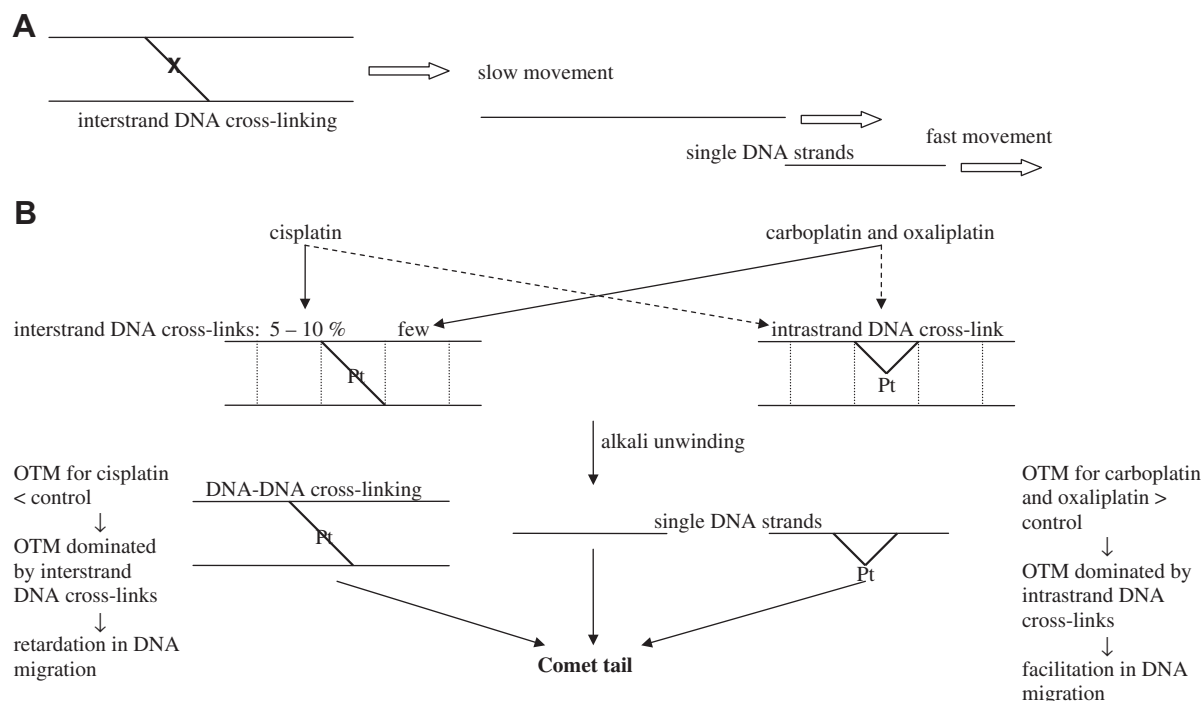 A
X
slow movement
interstrand DNA cross-linking
fast movement
single DNA strands
B
cisplatin
carboplatin and oxaliplatin
interstrand DNA cross-links: 5 – 10 % few
intrastrand DNA cross-link
Pt
Pt
alkali unwinding
OTM for cisplatin
< control
↓
OTM dominated
by interstrand
DNA cross-links
↓
retardation in DNA
migration
DNA-DNA cross-linking
Pt
single DNA strands
Pt
Comet tail
OTM for carboplatin
and oxaliplatin >
control
↓
OTM dominated by
intrastrand DNA
cross-links
↓
facilitation in DNA
migration